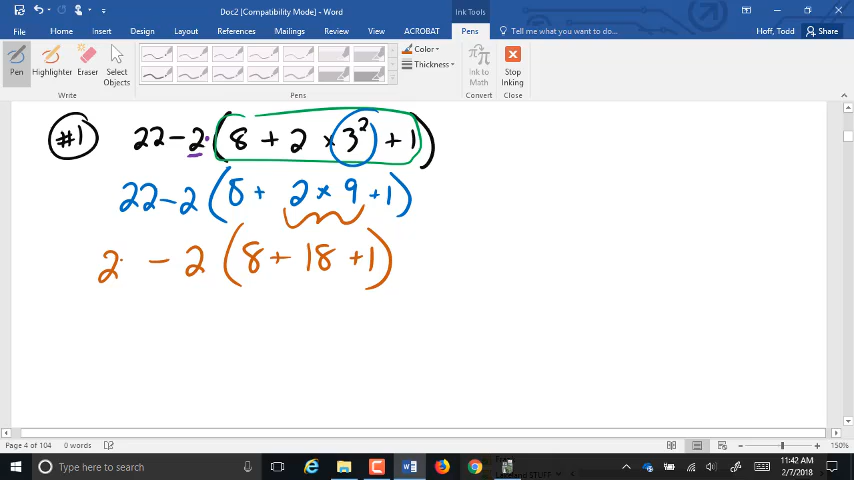 Doc2 [Compatibility Mode] - Word
Ink Tools
Hoff, Todd
File Home Insert Design Layout References Mailings Review View ACROBAT Pens Tell me what you want to do... Share
Pen Highlighter Eraser Select Objects
Color
Thickness
Ink to Math
Stop Inking
Write Pens Convert Close
#1 22 - 2 · (8 + 2 × 3² + 1)
22 - 2 (8 + 2 × 9 + 1)
2 - 2 (8 + 18 + 1)
Page 4 of 104 0 words 150%
Type here to search
11:42 AM
2/7/2018